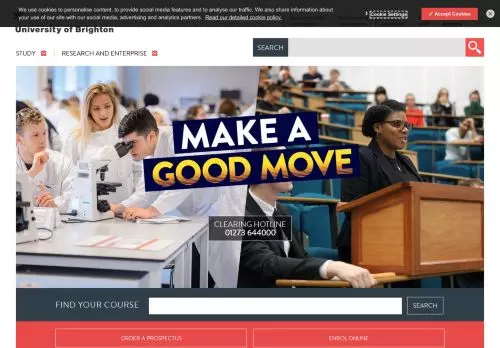 We use cookies to personalise content, to provide social media features and to analyse our traffic. We also share information about
your use of our site with our social media, advertising and analytics partners. Read our detailed cookie policy.
Cookie Settings
✓ Accept Cookies
University of Brighton
STUDY
RESEARCH AND ENTERPRISE
SEARCH
MAKE A
GOOD MOVE
CLEARING HOTLINE
01273 644000
FIND YOUR COURSE
SEARCH
ORDER A PROSPECTUS
ENROL ONLINE